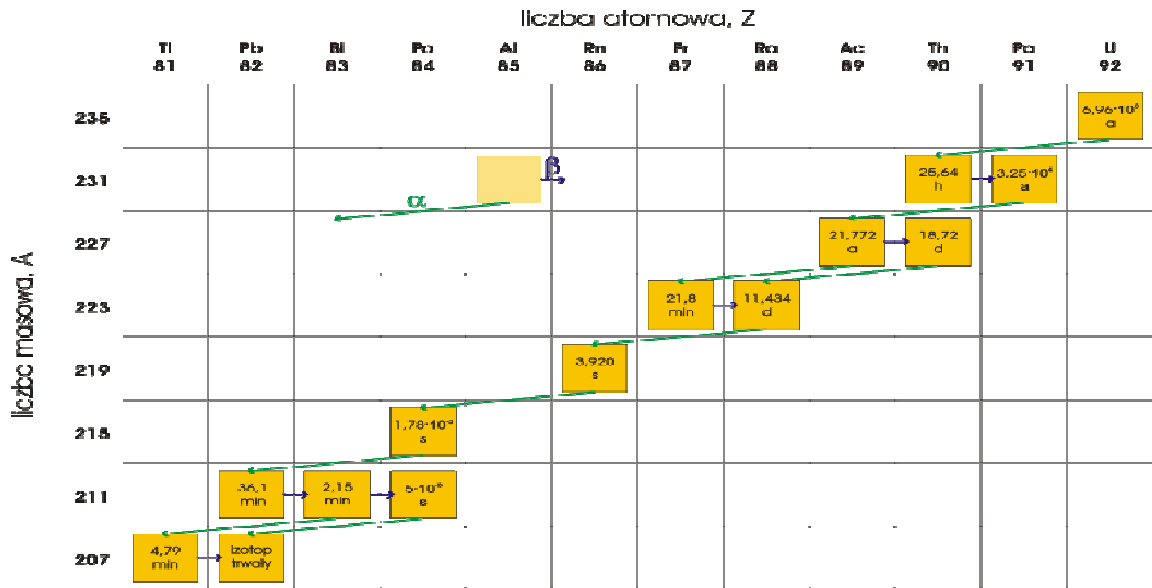 liczba atomowa, Z
Tl Pb Bi Po At Rn Fr Ra Ac Th Pa U
81 82 83 84 85 86 87 88 89 90 91 92
liczba masowa, A
235
a
231
α
β
25,64
h
3,25·10⁴
a
227
21,772
a
18,72
d
223
21,8
min
11,434
d
219
3,920
s
215
s
211
36,1
min
2,15
min
s
207
4,79
min
Izotop
trwały